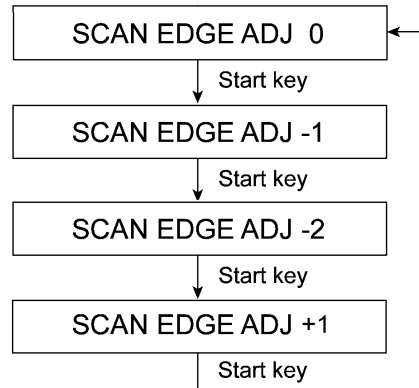 SCAN EDGE ADJ 0
Start key
SCAN EDGE ADJ -1
Start key
SCAN EDGE ADJ -2
Start key
SCAN EDGE ADJ +1
Start key